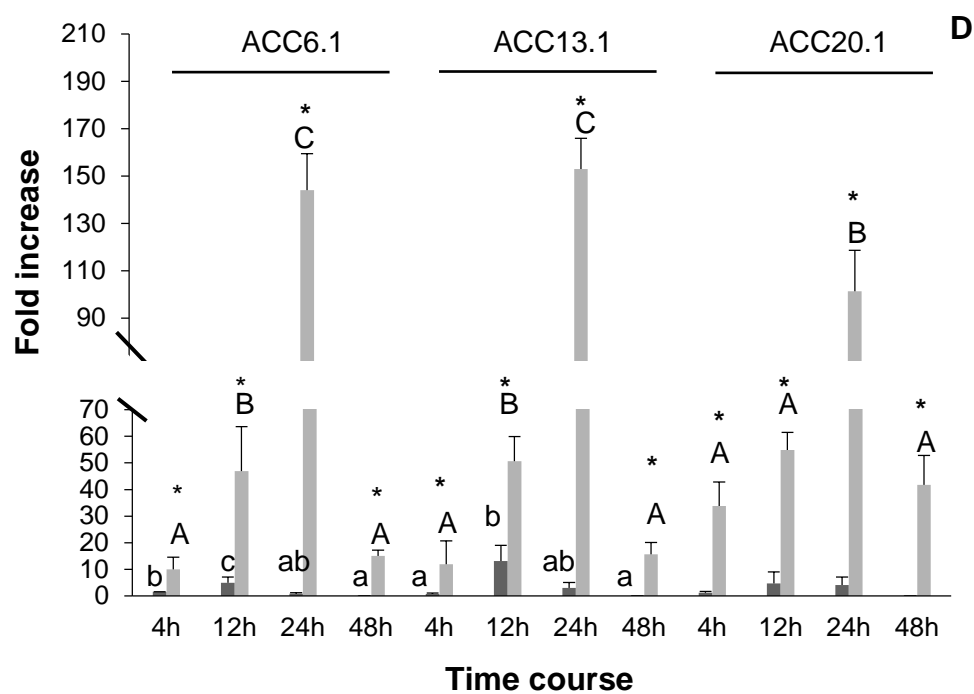 D
ACC6.1 ACC13.1 ACC20.1
Fold increase
210
190
170
150
130
110
90
70
60
50
40
30
20
10
0
* * *
C C B
* * * *
B B A A
* * * * *
A A A A A
b c ab a a b ab a
4h 12h 24h 48h 4h 12h 24h 48h 4h 12h 24h 48h
Time course